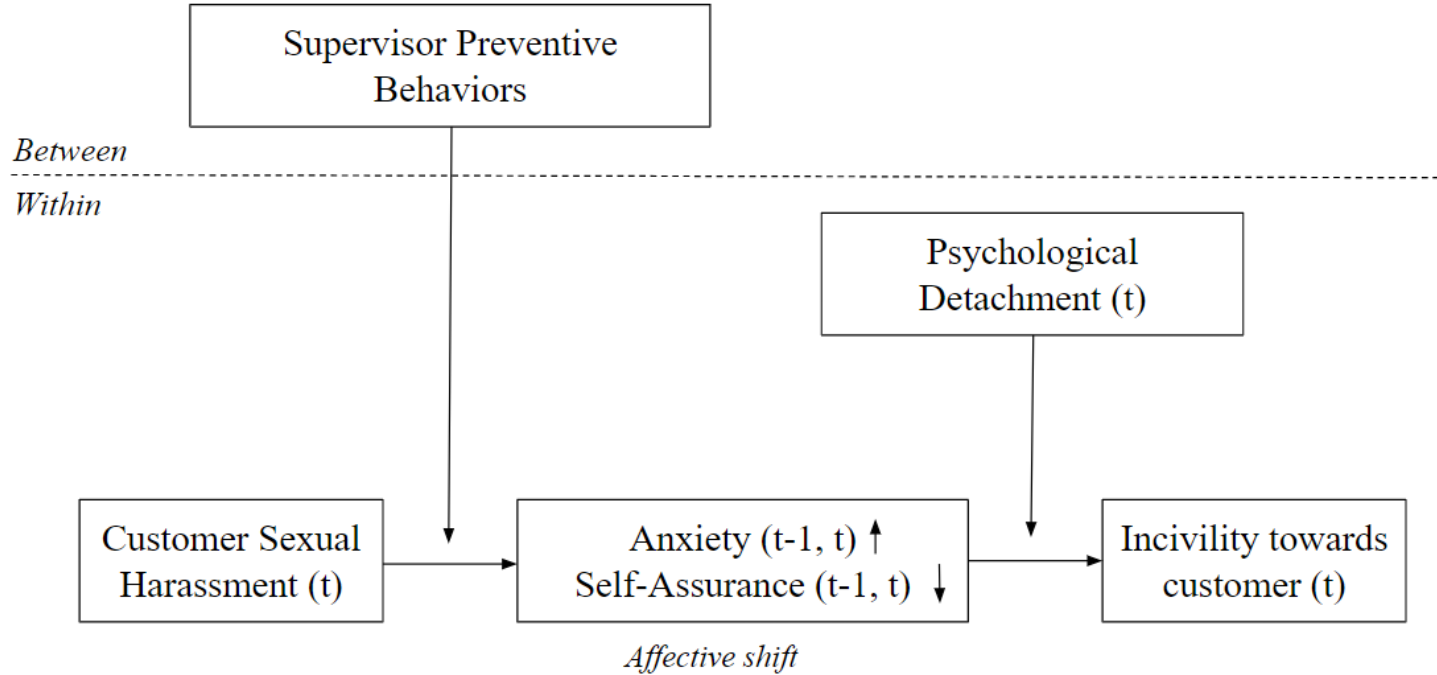 Supervisor Preventive
Behaviors
Between
Within
Psychological
Detachment (t)
Customer Sexual
Harassment (t)
Anxiety (t-1, t) ↑
Self-Assurance (t-1, t) ↓
Incivility towards
customer (t)
Affective shift